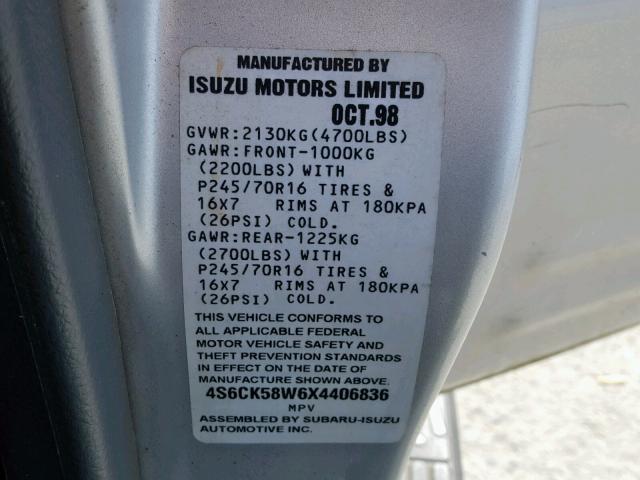 MANUFACTURED BY
ISUZU MOTORS LIMITED
OCT.98
GVWR:2130KG(4700LBS)
GAWR:FRONT-1000KG
(2200LBS) WITH
P245/70R16 TIRES &
16X7 RIMS AT 180KPA
(26PSI) COLD.
GAWR:REAR-1225KG
(2700LBS) WITH
P245/70R16 TIRES &
16X7 RIMS AT 180KPA
(26PSI) COLD.
THIS VEHICLE CONFORMS TO
ALL APPLICABLE FEDERAL
MOTOR VEHICLE SAFETY AND
THEFT PREVENTION STANDARDS
IN EFFECT ON THE DATE OF
MANUFACTURE SHOWN ABOVE.
4S6CK58W6X4406836
MPV
ASSEMBLED BY SUBARU-ISUZU
AUTOMOTIVE INC.